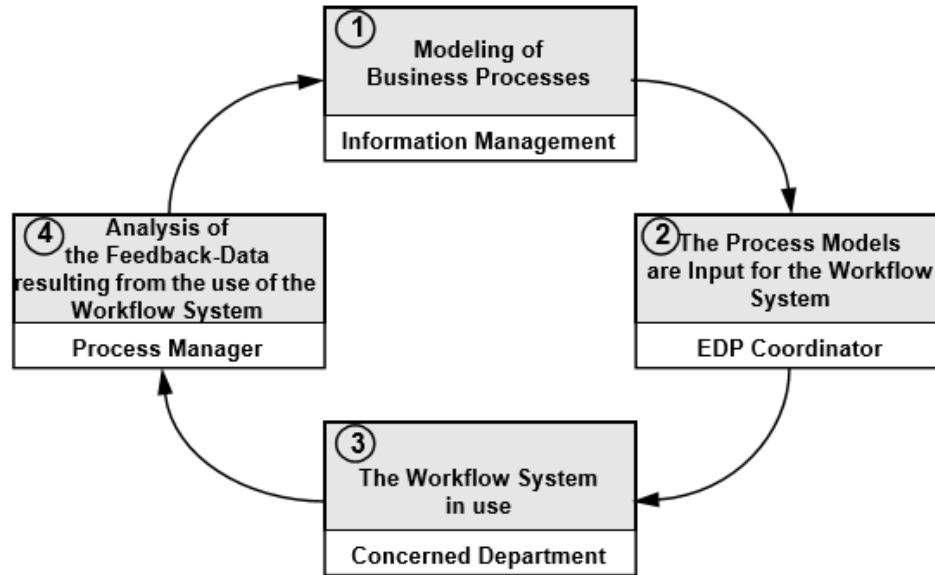 1
Modeling of
Business Processes
Information Management
2
The Process Models
are Input for the Workflow
System
EDP Coordinator
3
The Workflow System
in use
Concerned Department
4
Analysis of
the Feedback-Data
resulting from the use of the
Workflow System
Process Manager